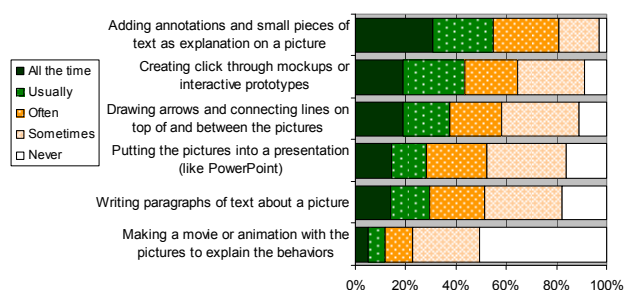 Adding annotations and small pieces of
text as explanation on a picture
Creating click through mockups or
interactive prototypes
All the time
Usually
Often
Sometimes
Never
Drawing arrows and connecting lines on
top of and between the pictures
Putting the pictures into a presentation
(like PowerPoint)
Writing paragraphs of text about a picture
Making a movie or animation with the
pictures to explain the behaviors
0% 20% 40% 60% 80% 100%